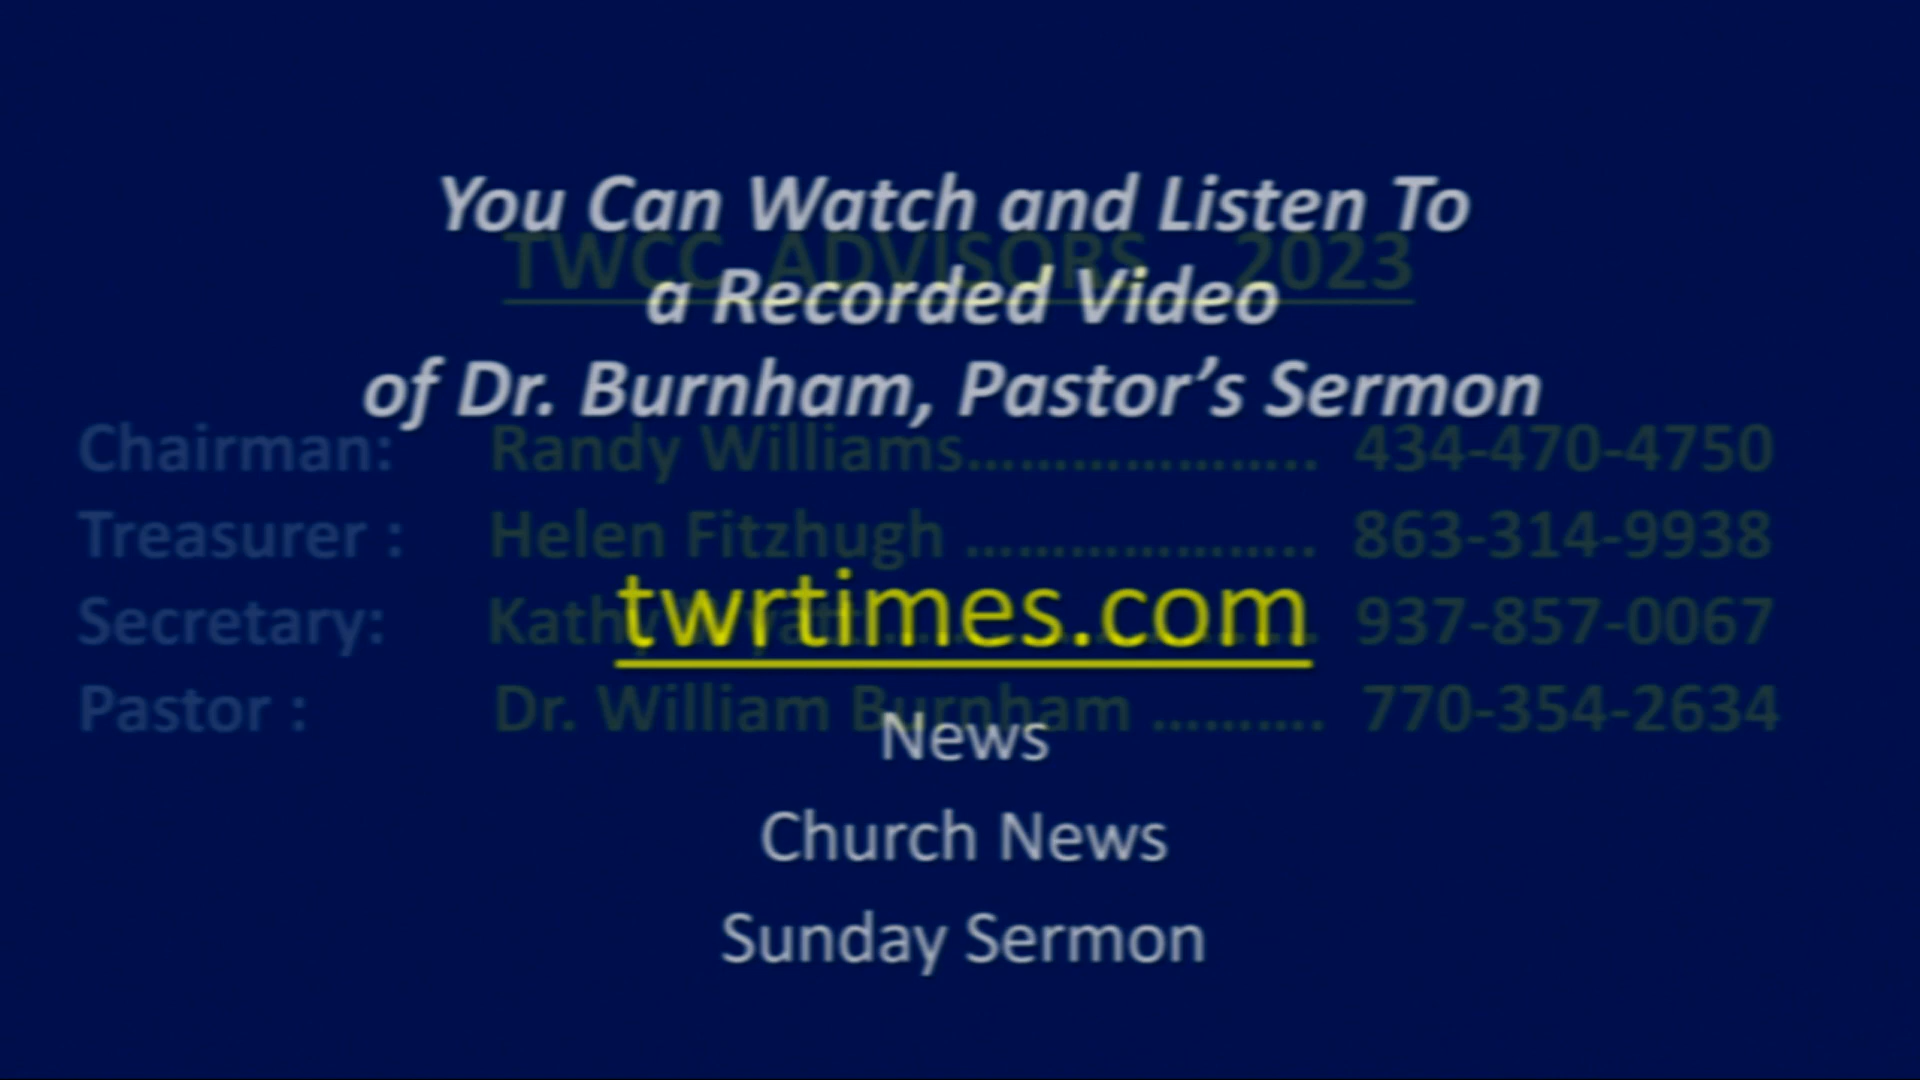 You Can Watch and Listen To
TWCC ADVISORS 2023
a Recorded Video
of Dr. Burnham, Pastor's Sermon
Chairman: Randy Williams………………….. 434-470-4750
Treasurer : Helen Fitzhugh ………………….. 863-314-9938
twrtimes.com
Secretary: Kathy ………………….. 937-857-0067
Pastor : Dr. William Burnham ………. 770-354-2634
News
Church News
Sunday Sermon